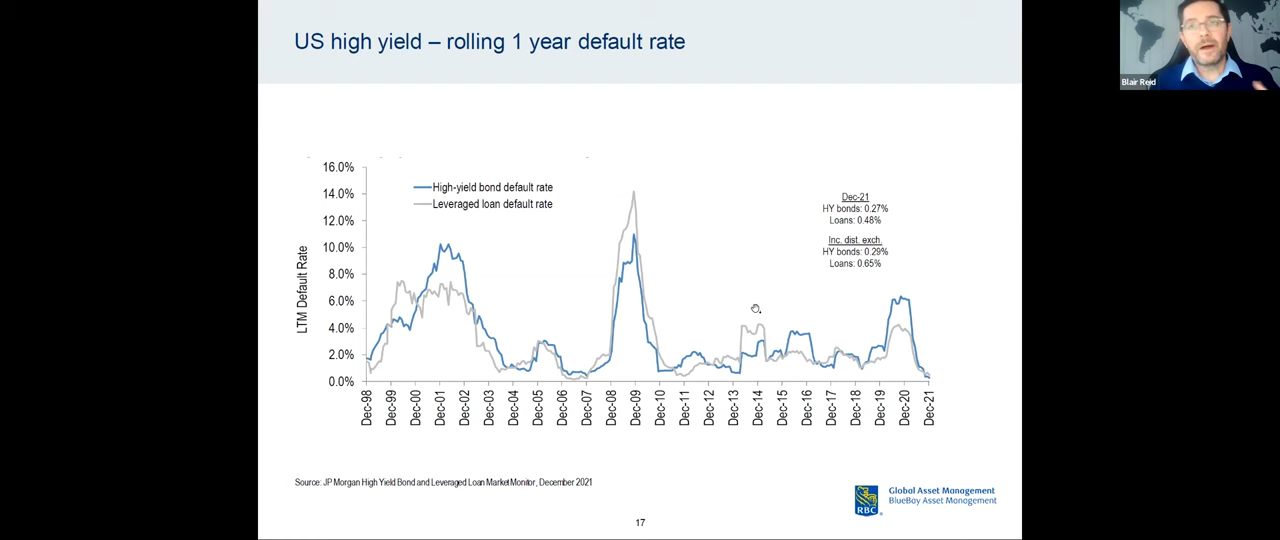 US high yield – rolling 1 year default rate
Blair Reid
16.0%
14.0%
12.0%
10.0%
8.0%
6.0%
4.0%
2.0%
0.0%
LTM Default Rate
High-yield bond default rate
Leveraged loan default rate
Dec-21
HY bonds: 0.27%
Loans: 0.48%
Inc. dist. exch.
HY bonds: 0.29%
Loans: 0.65%
Dec-98
Dec-99
Dec-00
Dec-01
Dec-02
Dec-03
Dec-04
Dec-05
Dec-06
Dec-07
Dec-08
Dec-09
Dec-10
Dec-11
Dec-12
Dec-13
Dec-14
Dec-15
Dec-16
Dec-17
Dec-18
Dec-19
Dec-20
Dec-21
Source: JP Morgan High Yield Bond and Leveraged Loan Market Monitor, December 2021
RBC
®
Global Asset Management
BlueBay Asset Management
17